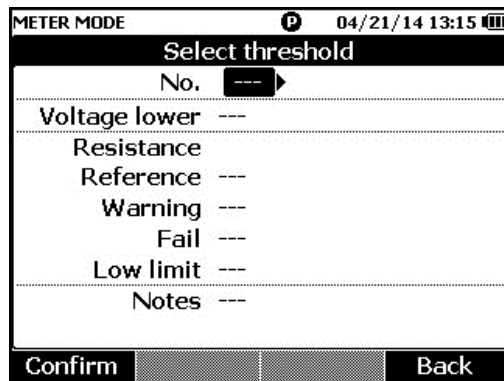 METER MODE P 04/21/14 13:15
Select threshold
No. ---
Voltage lower ---
Resistance
Reference ---
Warning ---
Fail ---
Low limit ---
Notes ---
Confirm Back